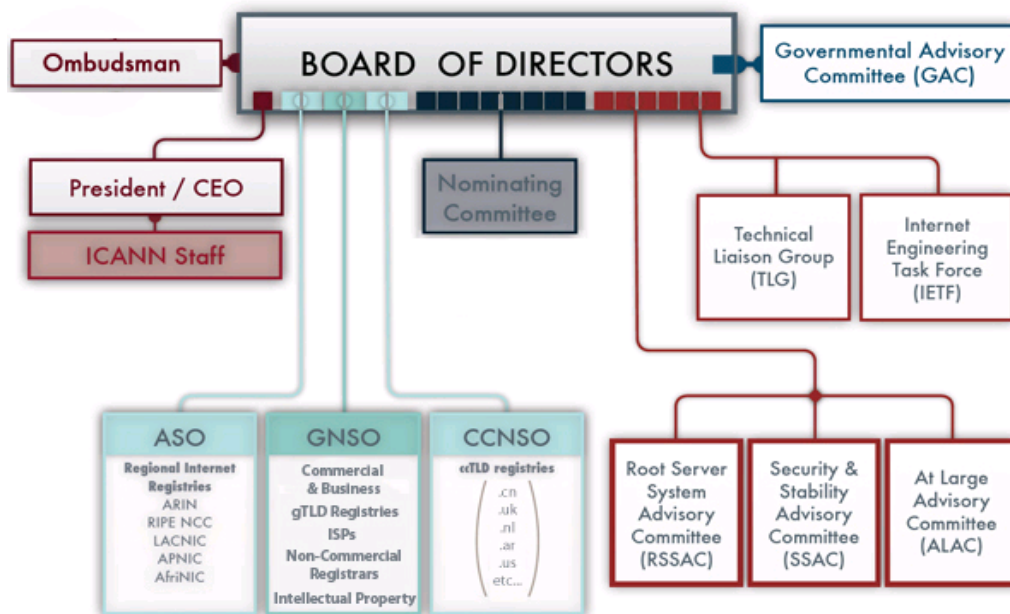 Ombudsman
BOARD OF DIRECTORS
Governmental Advisory
Committee (GAC)
President / CEO
ICANN Staff
Nominating
Committee
Technical
Liaison Group
(TLG)
Internet
Engineering
Task Force
(IETF)
ASO
Regional Internet
Registries
ARIN
RIPE NCC
LACNIC
APNIC
AfriNIC
GNSO
Commercial
& Business
gTLD Registries
ISPs
Non-Commercial
Registrars
Intellectual Property
CCNSO
ccTLD registries
.cn
.uk
.nl
.ar
.us
etc...
Root Server
System
Advisory
Committee
(RSSAC)
Security &
Stability
Advisory
Committee
(SSAC)
At Large
Advisory
Committee
(ALAC)